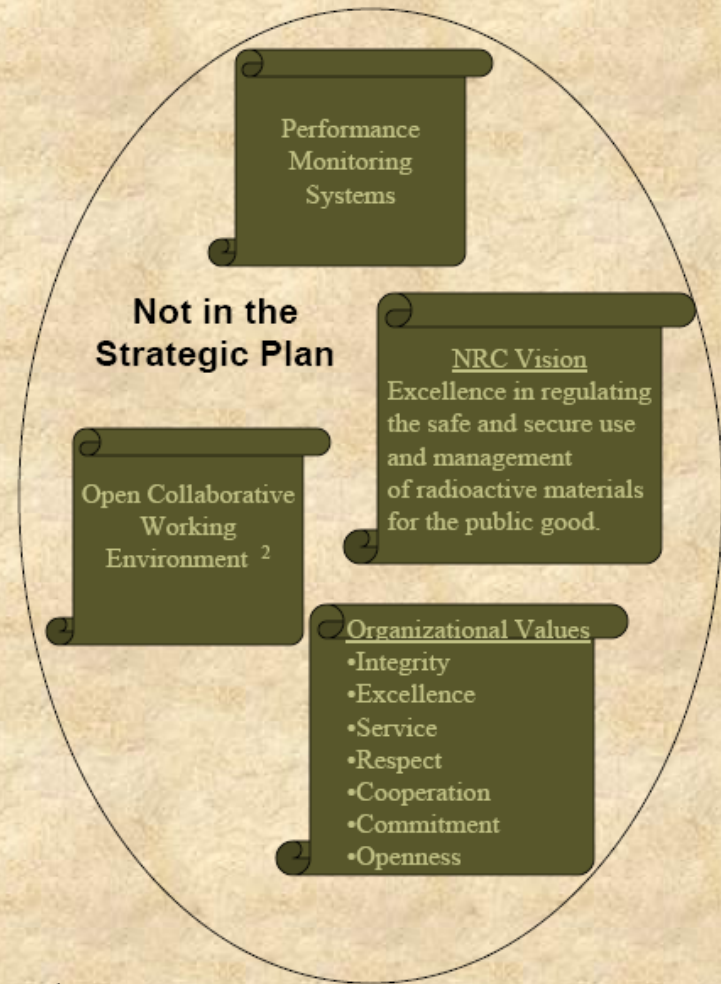 Performance
Monitoring
Systems
Not in the
Strategic Plan
NRC Vision
Excellence in regulating
the safe and secure use
and management
of radioactive materials
for the public good.
Open Collaborative
Working
Environment 2
Organizational Values
•Integrity
•Excellence
•Service
•Respect
•Cooperation
•Commitment
•Openness